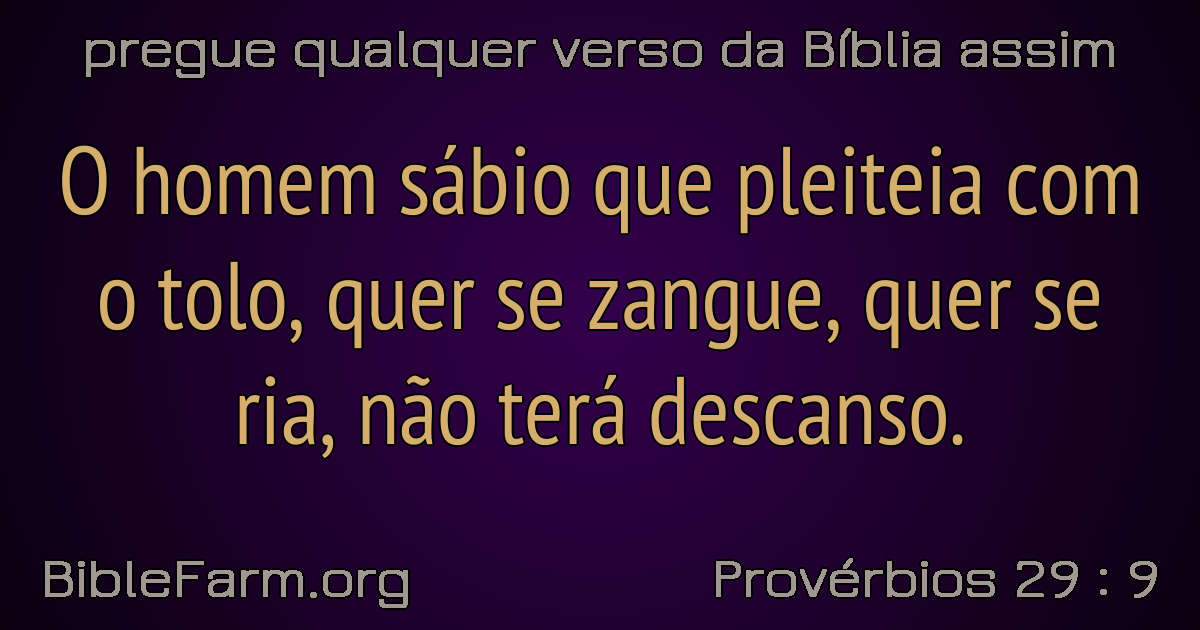 pregue qualquer verso da Bíblia assim
O homem sábio que pleiteia com
o tolo, quer se zangue, quer se
ria, não terá descanso.
BibleFarm.org
Provérbios 29 : 9